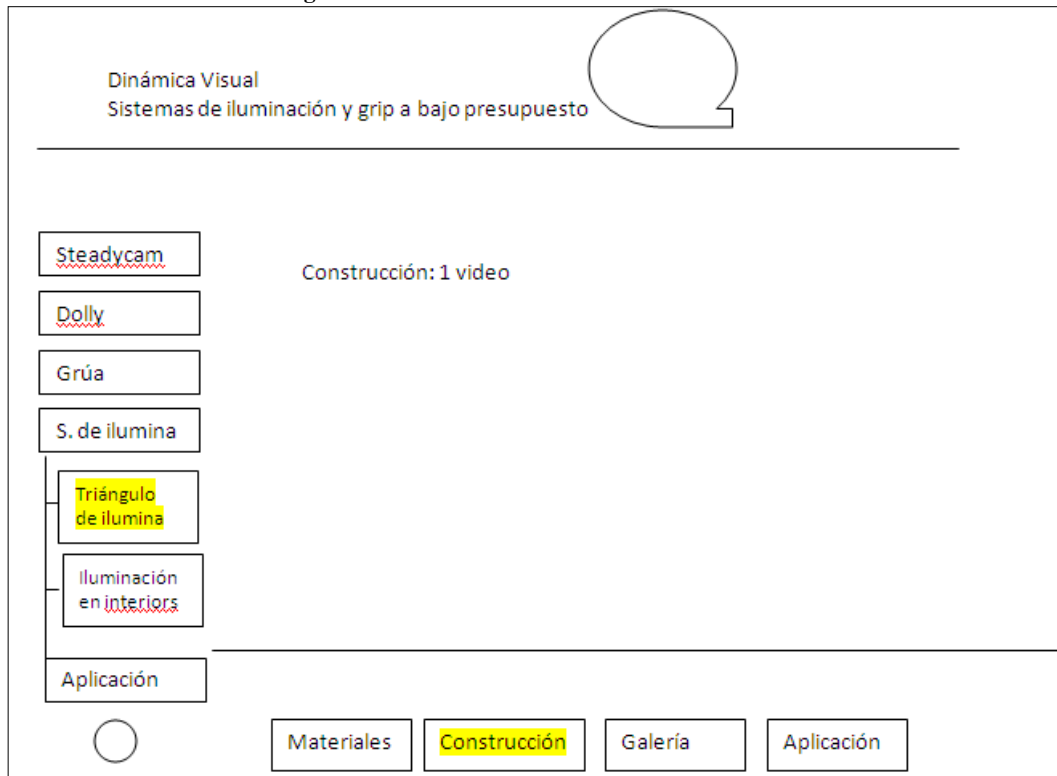 Dinámica Visual
Sistemas de iluminación y grip a bajo presupuesto
Steadycam
Construcción: 1 video
Dolly
Grúa
S. de ilumina
Triángulo
de ilumina
Iluminación
en interiors
Aplicación
Materiales
Construcción
Galería
Aplicación